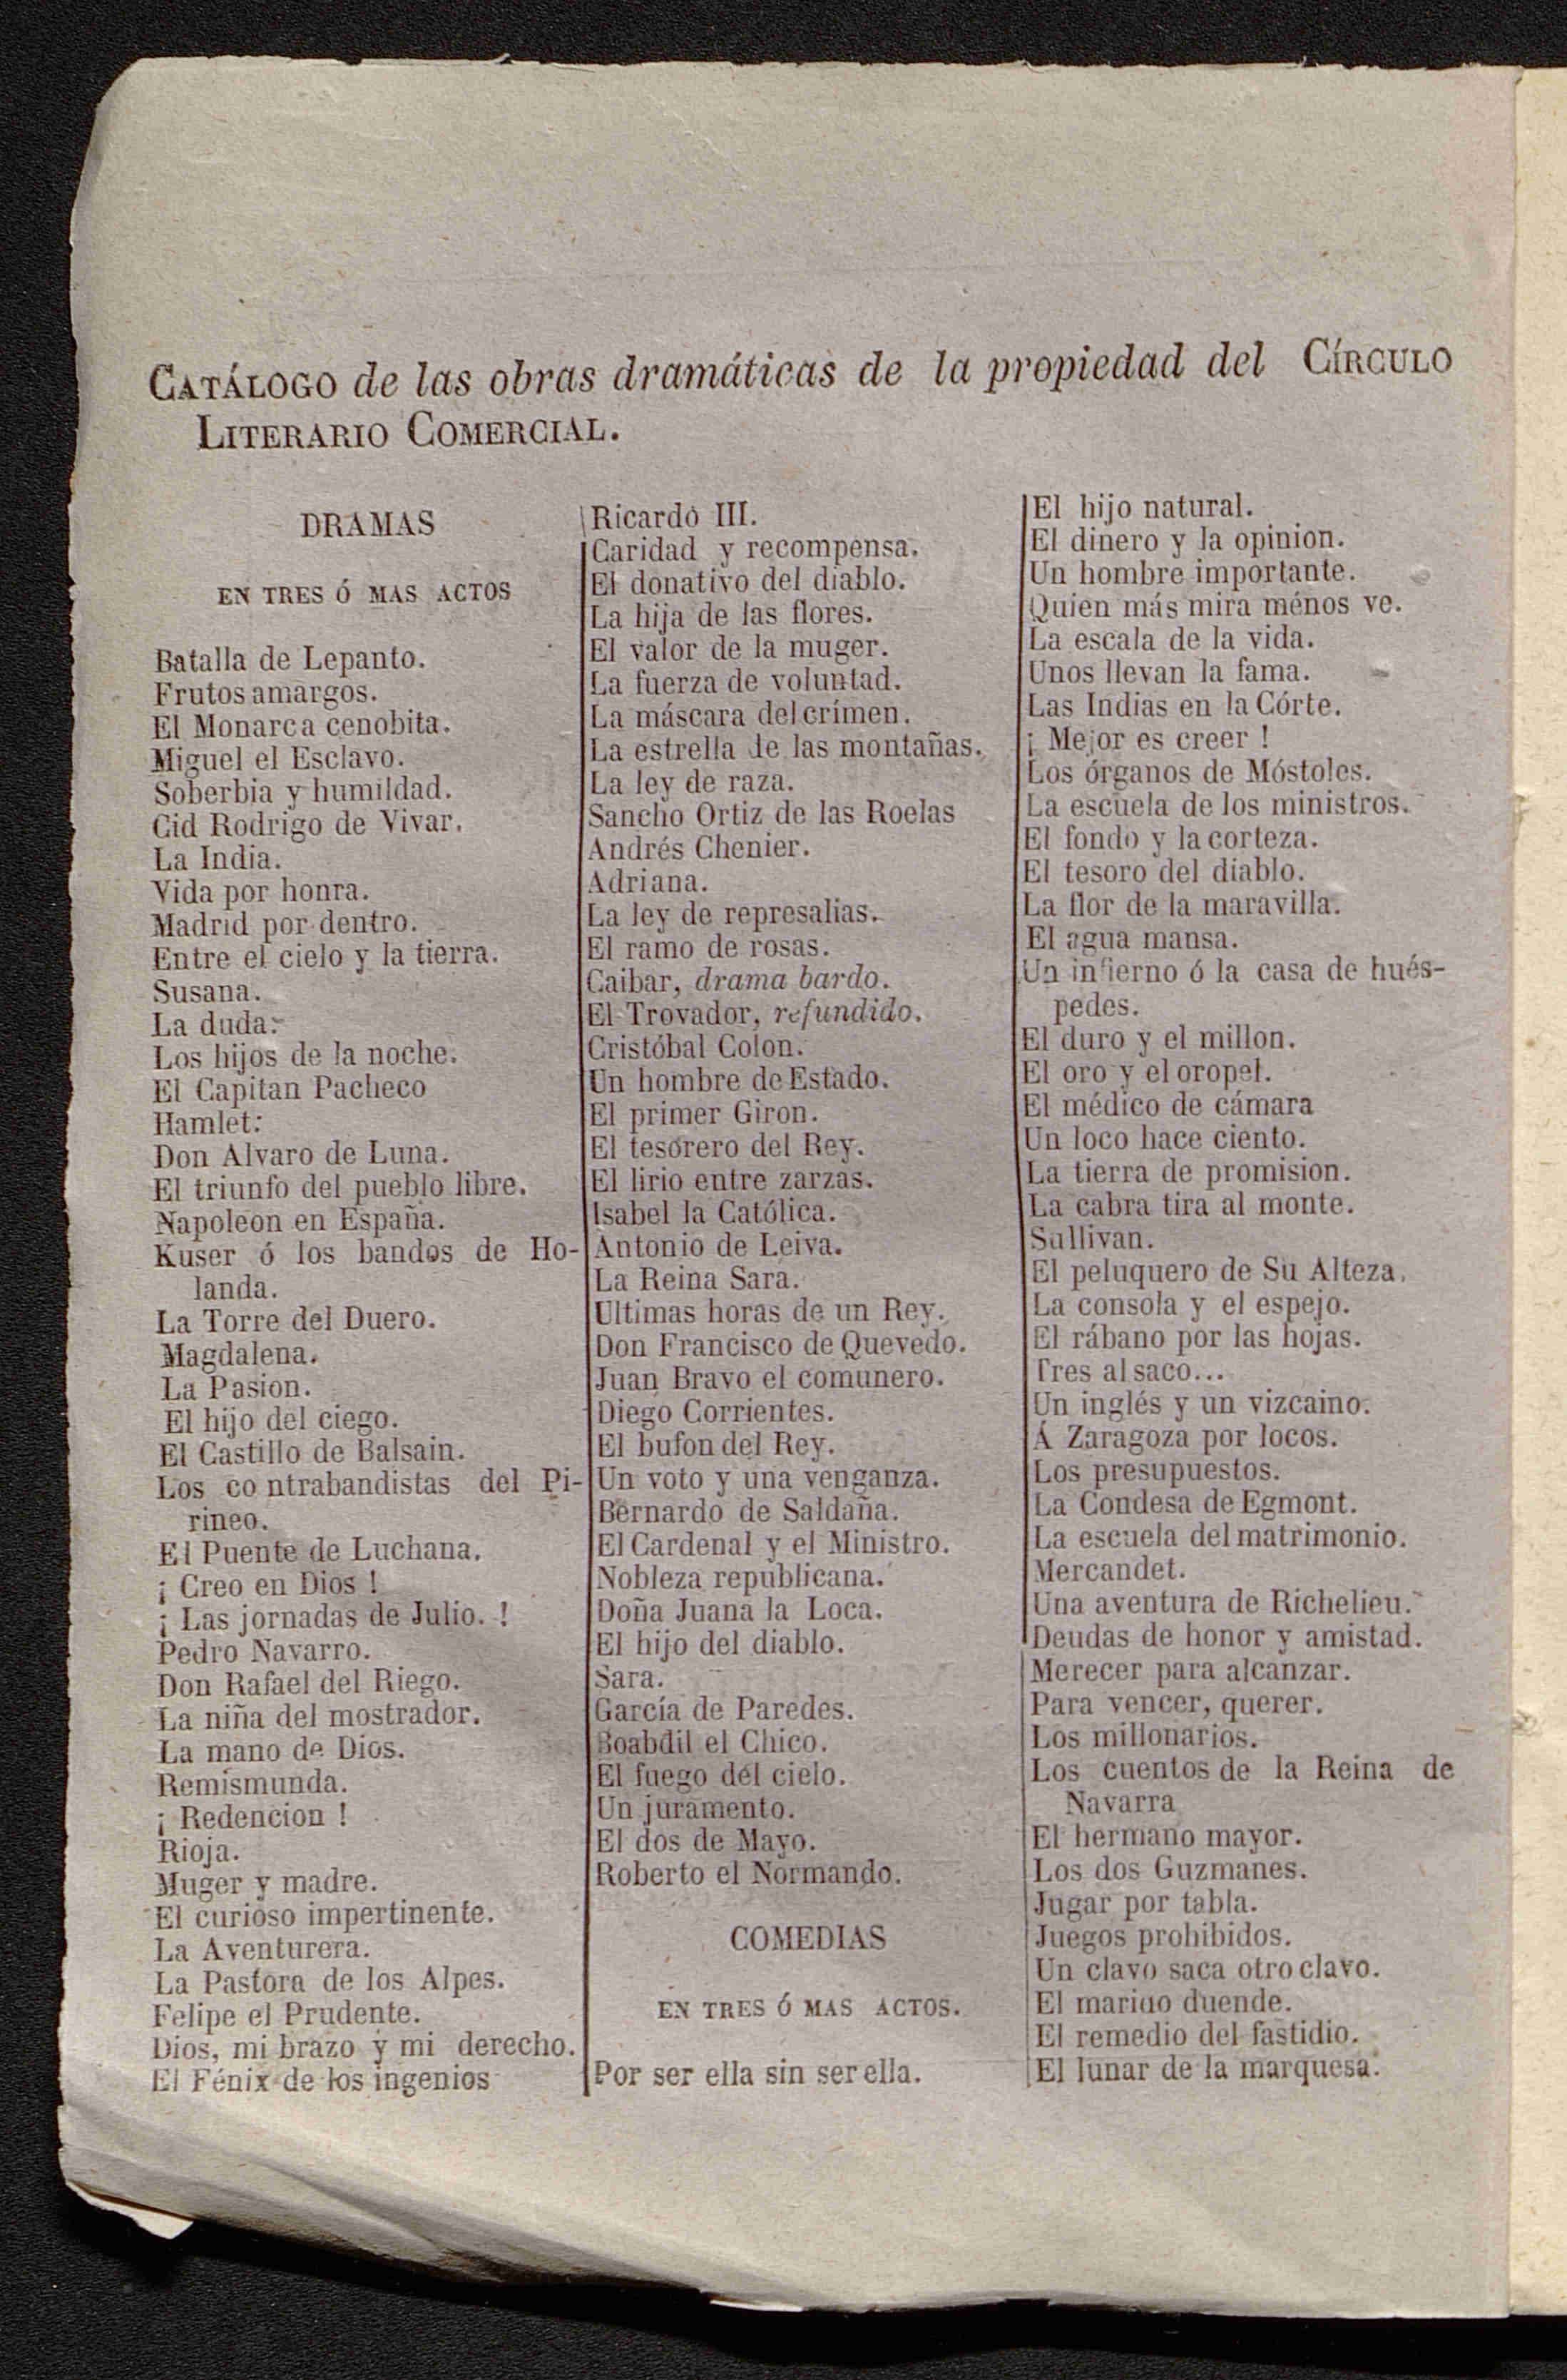 CATÁLOGO de las obras dramáticas de la propiedad del CÍRCULO
LITERARIO COMERCIAL.
DRAMAS
EN TRES Ó MAS ACTOS
Batalla de Lepanto.
Frutos amargos.
El Monarca cenobita.
Miguel el Esclavo.
Soberbia y humildad.
Cid Rodrigo de Vivar.
La India.
Vida por honra.
Madrid por dentro.
Entre el cielo y la tierra.
Susana.
La duda.
Los hijos de la noche.
El Capitan Pacheco
Hamlet.
Don Alvaro de Luna.
El triunfo del pueblo libre.
Napoleon en España.
Kuser ó los bandos de Ho-
landa.
La Torre del Duero.
Magdalena.
La Pasion.
El hijo del ciego.
El Castillo de Balsain.
Los contrabandistas del Pi-
rineo.
El Puente de Luchana.
¡ Creo en Dios !
¡ Las jornadas de Julio. !
Pedro Navarro.
Don Rafael del Riego.
La niña del mostrador.
La mano de Dios.
Remismunda.
¡ Redencion !
Rioja.
Muger y madre.
El curioso impertinente.
La Aventurera.
La Pastora de los Alpes.
Felipe el Prudente.
Dios, mi brazo y mi derecho.
El Fénix de los ingenios
Ricardo III.
Caridad y recompensa.
El donativo del diablo.
La hija de las flores.
El valor de la muger.
La fuerza de voluntad.
La máscara del crímen.
La estrella de las montañas.
La ley de raza.
Sancho Ortiz de las Roelas
Andrés Chenier.
Adriana.
La ley de represalias.
El ramo de rosas.
Caibar, drama bardo.
El Trovador, refundido.
Cristóbal Colon.
Un hombre de Estado.
El primer Giron.
El tesorero del Rey.
El lirio entre zarzas.
Isabel la Católica.
Antonio de Leiva.
La Reina Sara.
Ultimas horas de un Rey.
Don Francisco de Quevedo.
Juan Bravo el comunero.
Diego Corrientes.
El bufon del Rey.
Un voto y una venganza.
Bernardo de Saldaña.
El Cardenal y el Ministro.
Nobleza republicana.
Doña Juana la Loca.
El hijo del diablo.
Sara.
García de Paredes.
Boabdil el Chico.
El fuego del cielo.
Un juramento.
El dos de Mayo.
Roberto el Normando.
COMEDIAS
EN TRES Ó MAS ACTOS.
Por ser ella sin ser ella.
El hijo natural.
El dinero y la opinion.
Un hombre importante.
Quien más mira ménos ve.
La escala de la vida.
Unos llevan la fama.
Las Indias en la Córte.
¡ Mejor es creer !
Los órganos de Móstoles.
La escuela de los ministros.
El fondo y la corteza.
El tesoro del diablo.
La flor de la maravilla.
El agua mansa.
Un infierno ó la casa de hués-
pedes.
El duro y el millon.
El oro y el oropel.
El médico de cámara
Un loco hace ciento.
La tierra de promision.
La cabra tira al monte.
Sullivan.
El peluquero de Su Alteza.
La consola y el espejo.
El rábano por las hojas.
Tres al saco...
Un inglés y un vizcaino.
Á Zaragoza por locos.
Los presupuestos.
La Condesa de Egmont.
La escuela del matrimonio.
Mercandet.
Una aventura de Richelieu.
Deudas de honor y amistad.
Merecer para alcanzar.
Para vencer, querer.
Los millonarios.
Los cuentos de la Reina de
Navarra
El hermano mayor.
Los dos Guzmanes.
Jugar por tabla.
Juegos prohibidos.
Un clavo saca otro clavo.
El marido duende.
El remedio del fastidio.
El lunar de la marquesa.